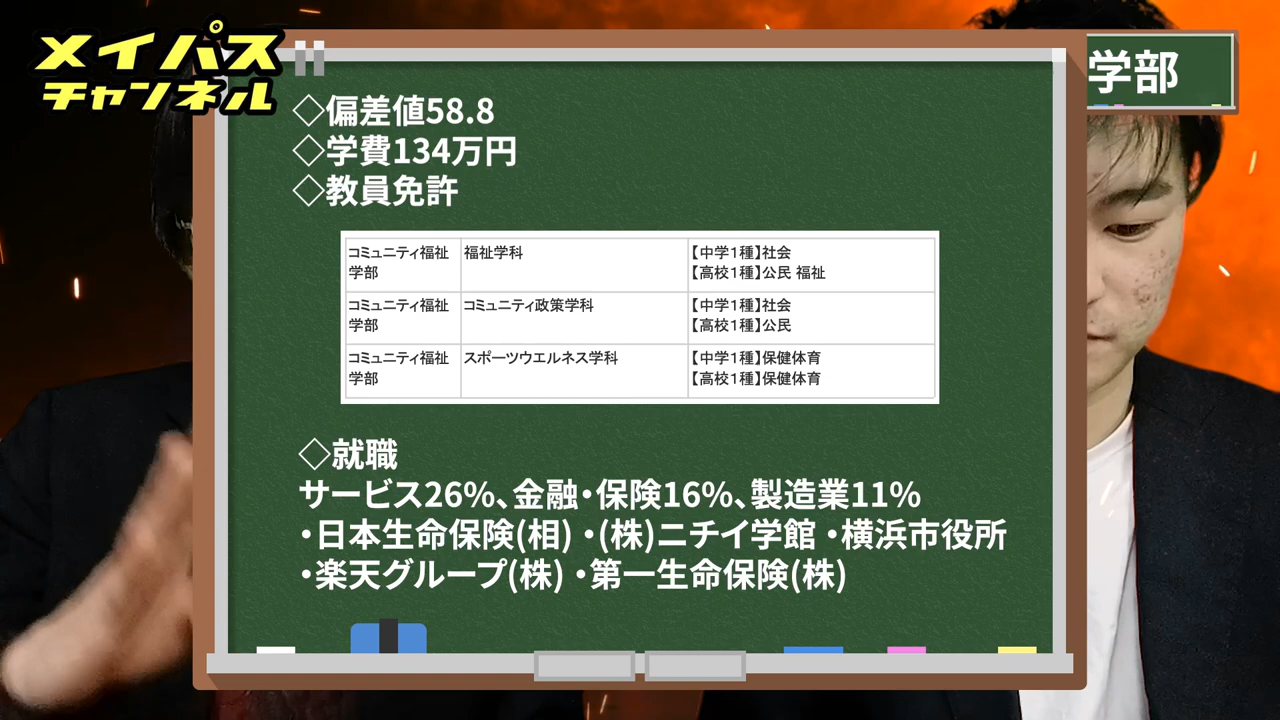 メイパス
チャンネル
学部
◇偏差値58.8
◇学費134万円
◇教員免許
コミュニティ福祉学部 福祉学科 【中学1種】社会
【高校1種】公民 福祉
コミュニティ福祉学部 コミュニティ政策学科 【中学1種】社会
【高校1種】公民
コミュニティ福祉学部 スポーツウエルネス学科 【中学1種】保健体育
【高校1種】保健体育
◇就職
サービス26%、金融・保険16%、製造業11%
・日本生命保険(相) ・(株)ニチイ学館 ・横浜市役所
・楽天グループ(株) ・第一生命保険(株)